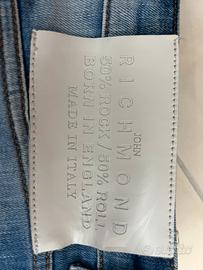 JOHN
RICHMOND
50% ROCK / 50% ROLL
BORN IN ENGLAND
MADE IN ITALY